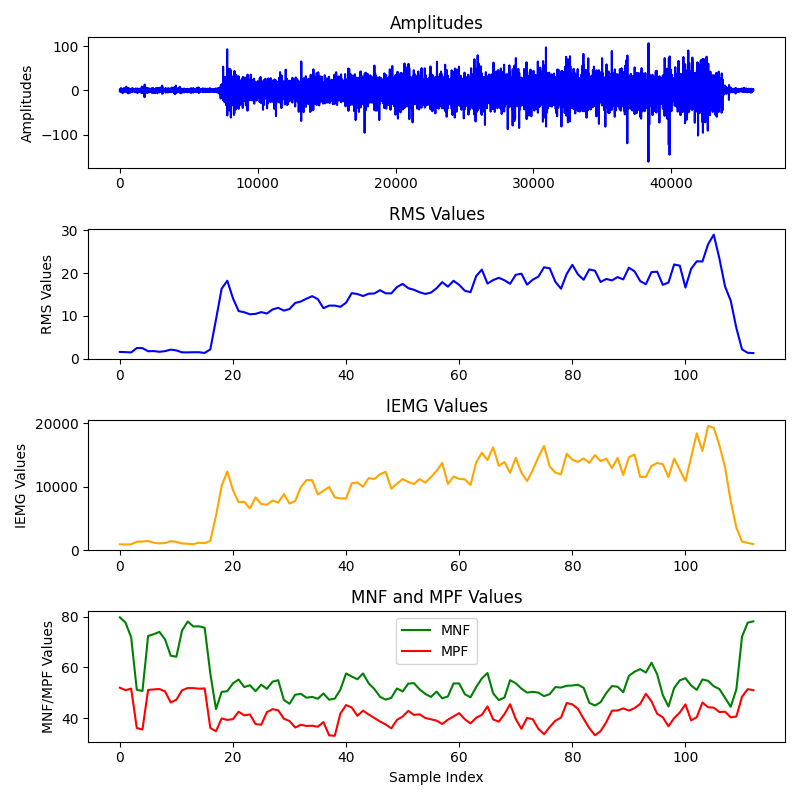 Amplitudes
Amplitudes
100
0
−100
0 10000 20000 30000 40000
RMS Values
RMS Values
30
20
10
0
0 20 40 60 80 100
IEMG Values
IEMG Values
20000
10000
0
0 20 40 60 80 100
MNF and MPF Values
MNF/MPF Values
80
60
40
MNF
MPF
0 20 40 60 80 100
Sample Index